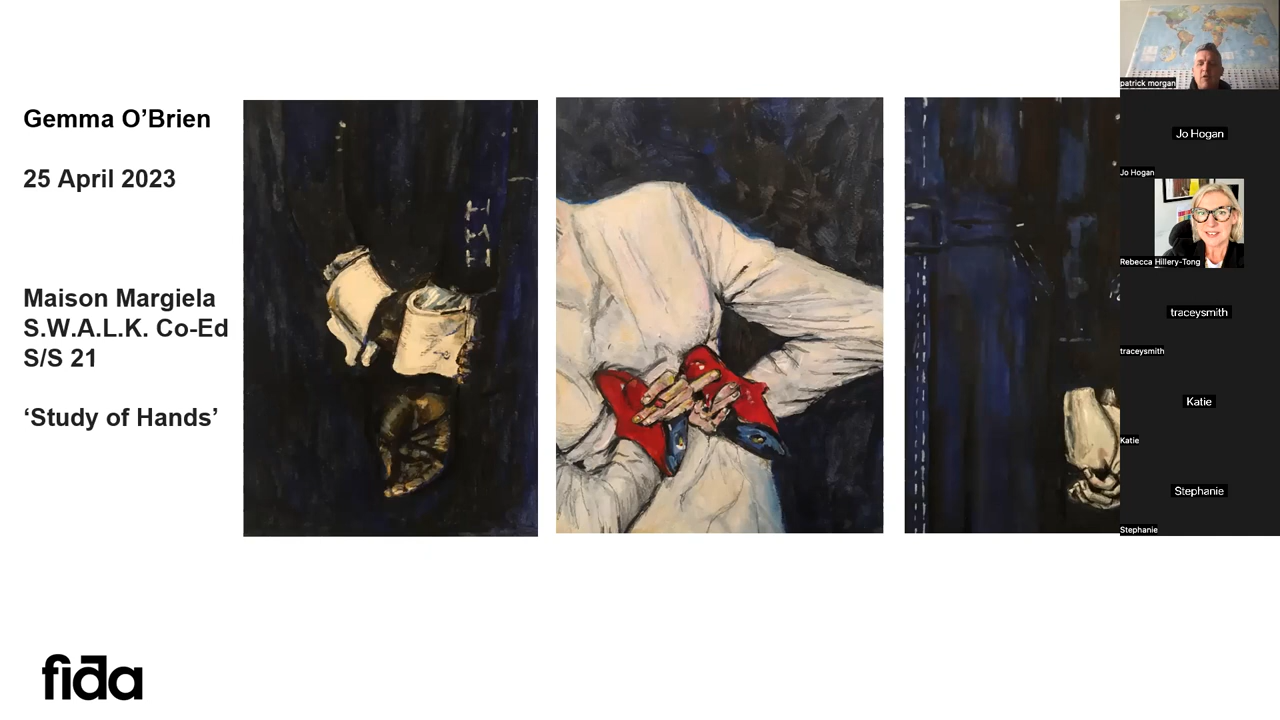 Gemma O’Brien
25 April 2023
Maison Margiela
S.W.A.L.K. Co-Ed
S/S 21
‘Study of Hands’
fida
patrick morgan
Jo Hogan
Jo Hogan
Rebecca Hillery-Tong
traceysmith
traceysmith
Katie
Katie
Stephanie
Stephanie